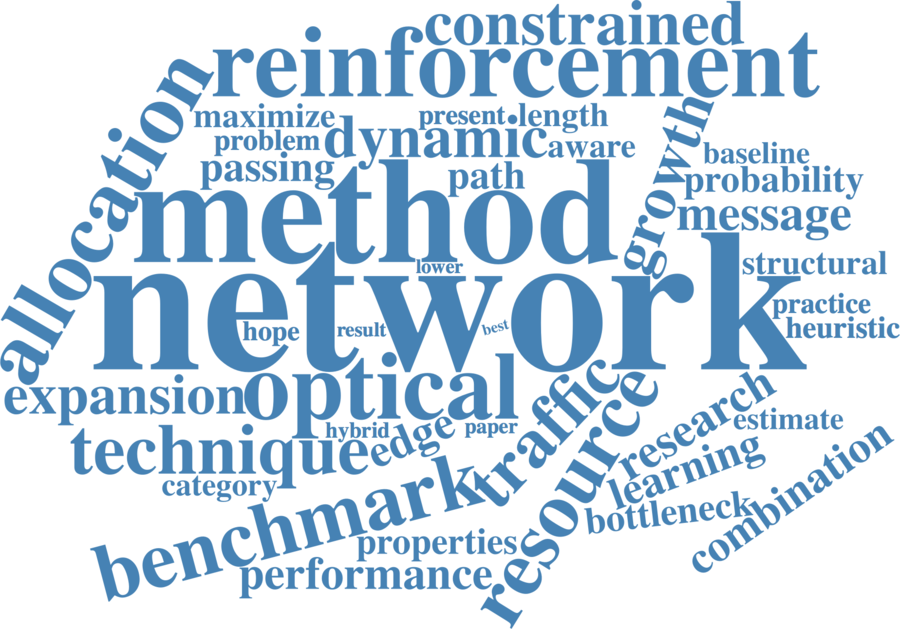 constrained
reinforcement
allocation
maximize
present
length
growth
problem
dynamic
aware
baseline
passing
path
probability
method
message
lower
structural
network
practice
hope
result
best
heuristic
expansion
optical
traffic
resource
research
estimate
technique
hybrid
edge
paper
learning
category
benchmark
bottleneck
combination
properties
performance